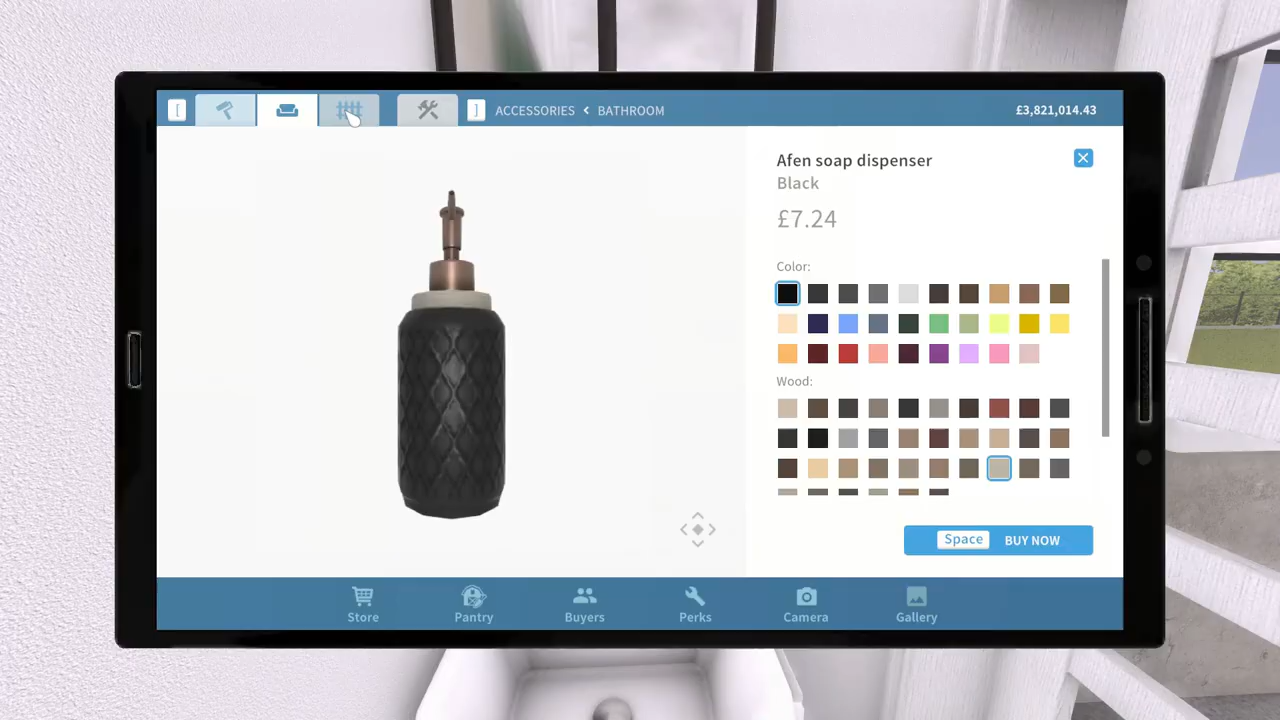 [
]
ACCESSORIES < BATHROOM
£3,821,014.43
Afen soap dispenser
Black
£7.24
Color:
Wood:
Space BUY NOW
Store
Pantry
Buyers
Perks
Camera
Gallery